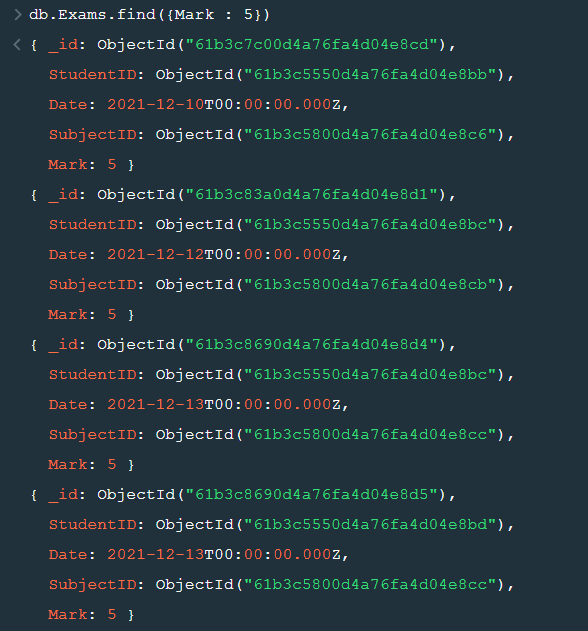 > db.Exams.find({Mark : 5})
< { _id: ObjectId("61b3c7c00d4a76fa4d04e8cd"),
StudentID: ObjectId("61b3c5550d4a76fa4d04e8bb"),
Date: 2021-12-10T00:00:00.000Z,
SubjectID: ObjectId("61b3c5800d4a76fa4d04e8c6"),
Mark: 5 }
{ _id: ObjectId("61b3c83a0d4a76fa4d04e8d1"),
StudentID: ObjectId("61b3c5550d4a76fa4d04e8bc"),
Date: 2021-12-12T00:00:00.000Z,
SubjectID: ObjectId("61b3c5800d4a76fa4d04e8cb"),
Mark: 5 }
{ _id: ObjectId("61b3c8690d4a76fa4d04e8d4"),
StudentID: ObjectId("61b3c5550d4a76fa4d04e8bc"),
Date: 2021-12-13T00:00:00.000Z,
SubjectID: ObjectId("61b3c5800d4a76fa4d04e8cc"),
Mark: 5 }
{ _id: ObjectId("61b3c8690d4a76fa4d04e8d5"),
StudentID: ObjectId("61b3c5550d4a76fa4d04e8bd"),
Date: 2021-12-13T00:00:00.000Z,
SubjectID: ObjectId("61b3c5800d4a76fa4d04e8cc"),
Mark: 5 }